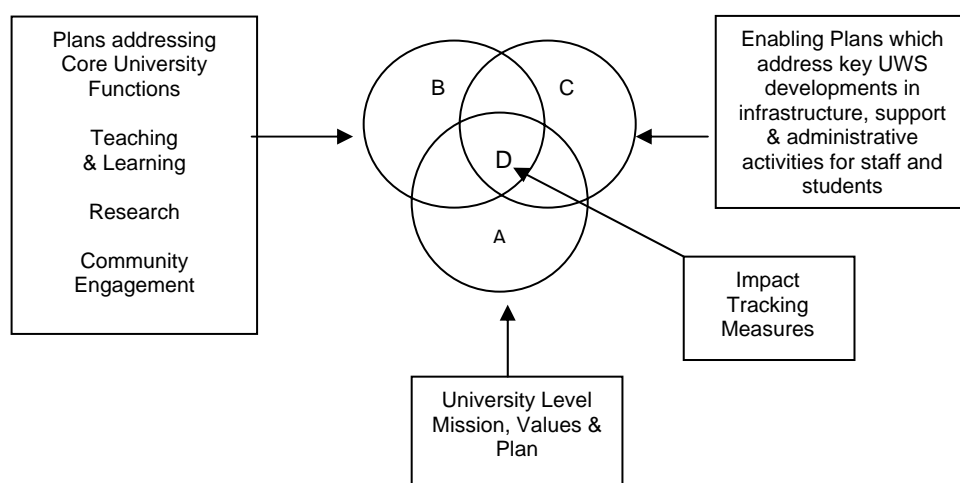 Plans addressing
Core University
Functions
Teaching
& Learning
Research
Community
Engagement
B
C
D
A
Enabling Plans which
address key UWS
developments in
infrastructure, support
& administrative
activities for staff and
students
Impact
Tracking
Measures
University Level
Mission, Values &
Plan